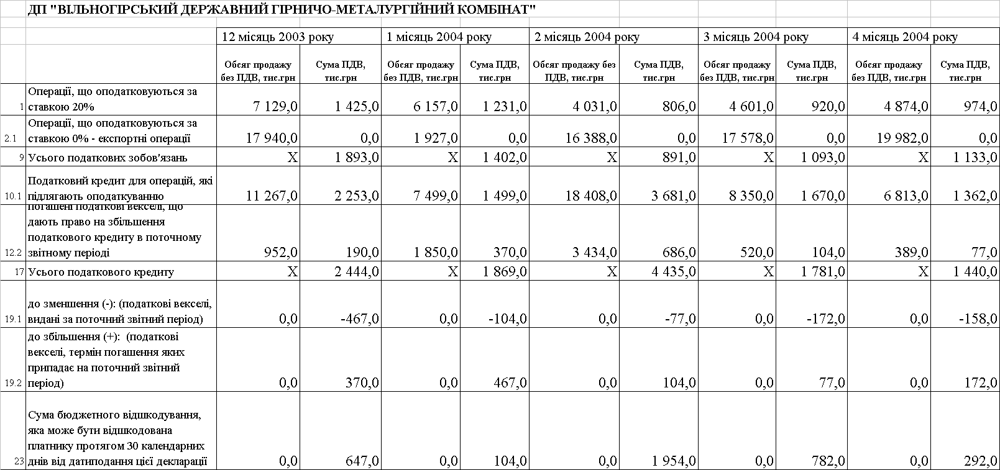 ДП "ВІЛЬНОГІРСЬКИЙ ДЕРЖАВНИЙ ГІРНИЧО-МЕТАЛУРГІЙНИЙ КОМБІНАТ"
12 місяць 2003 року 1 місяць 2004 року 2 місяць 2004 року 3 місяць 2004 року 4 місяць 2004 року
Обсяг продажу Сума ПДВ, Обсяг продажу Сума ПДВ, Обсяг продажу без Сума ПДВ, Обсяг продажу Сума ПДВ, Обсяг продажу Сума ПДВ,
без ПДВ, тис.грн тис.грн без ПДВ, тис.грн тис.грн ПДВ, тис.грн тис.грн без ПДВ, тис.грн тис.грн без ПДВ, тис.грн тис.грн
Операції, що оподатковуються за
1 ставкою 20% 7 129,0 1 425,0 6 157,0 1 231,0 4 031,0 806,0 4 601,0 920,0 4 874,0 974,0
Операції, що оподатковуються за
2.1 ставкою 0% - експортні операції 17 940,0 0,0 1 927,0 0,0 16 388,0 0,0 17 578,0 0,0 19 982,0 0,0
9 Усього податкових зобов'язань X 1 893,0 X 1 402,0 X 891,0 X 1 093,0 X 1 133,0
Податковий кредит для операцій, які
10.1 підлягають оподаткуванню 11 267,0 2 253,0 7 499,0 1 499,0 18 408,0 3 681,0 8 350,0 1 670,0 6 813,0 1 362,0
погашені податкові векселі, що
дають право на збільшення
податкового кредиту в поточному
12.2 звітному періоді 952,0 190,0 1 850,0 370,0 3 434,0 686,0 520,0 104,0 389,0 77,0
17 Усього податкового кредиту X 2 444,0 X 1 869,0 X 4 435,0 X 1 781,0 X 1 440,0
до зменшення (-): (податкові векселі,
19.1 видані за поточний звітний період) 0,0 -467,0 0,0 -104,0 0,0 -77,0 0,0 -172,0 0,0 -158,0
до збільшення (+): (податкові
векселі, термін погашення яких
припадає на поточний звітний
19.2 період) 0,0 370,0 0,0 467,0 0,0 104,0 0,0 77,0 0,0 172,0
Сума бюджетного відшкодування,
яка може бути відшкодована
платнику протягом 30 календарних
23 днів від датиподання цієї декларації 0,0 647,0 0,0 104,0 0,0 1 954,0 0,0 782,0 0,0 292,0